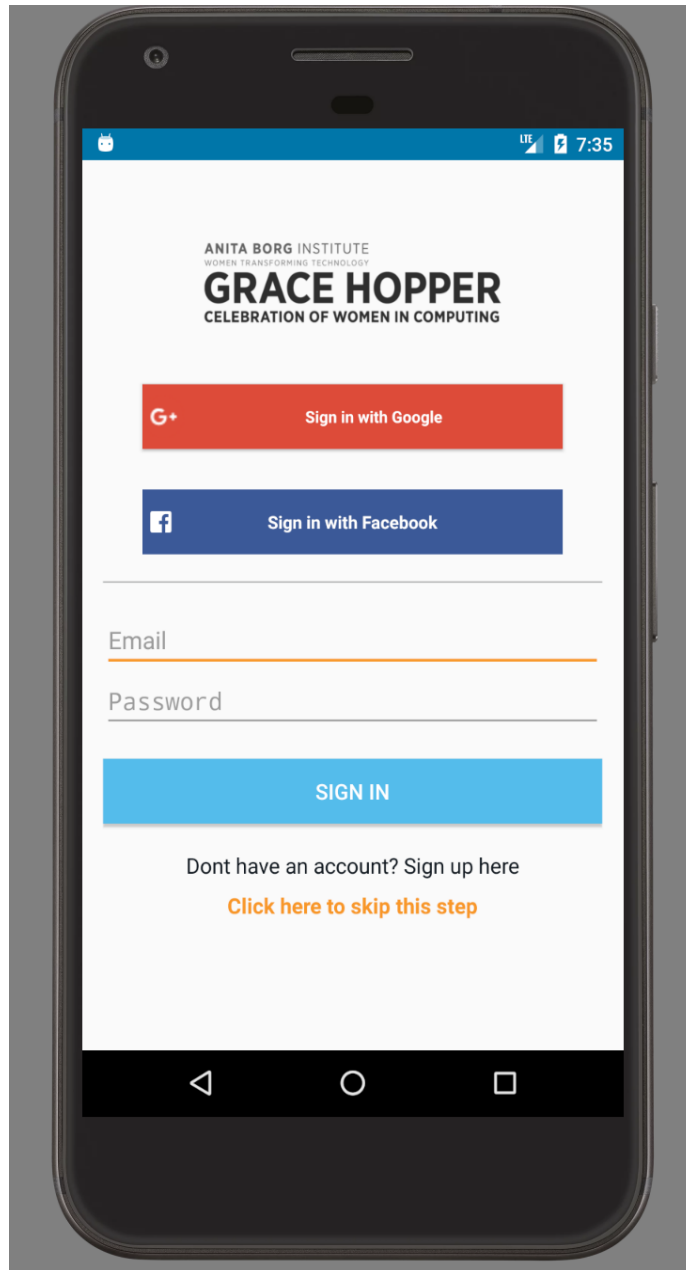 LTE 7:35
ANITA BORG INSTITUTE
WOMEN TRANSFORMING TECHNOLOGY
GRACE HOPPER
CELEBRATION OF WOMEN IN COMPUTING
G+ Sign in with Google
f Sign in with Facebook
Email
Password
SIGN IN
Dont have an account? Sign up here
Click here to skip this step